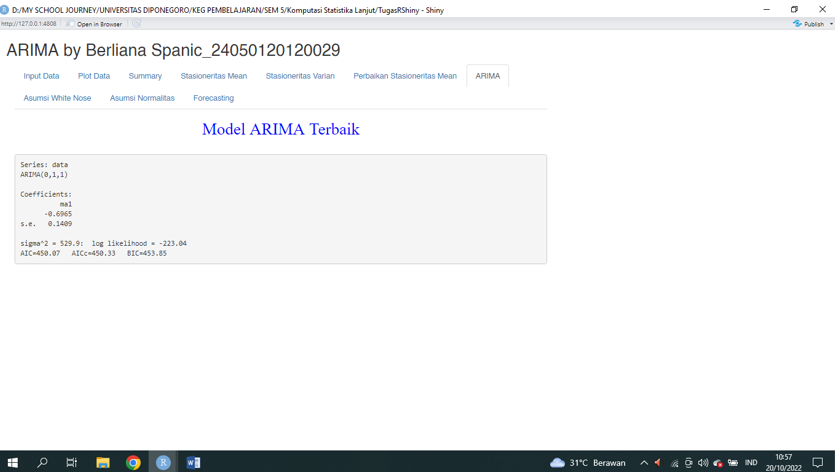 D:/MY SCHOOL JOURNEY/UNIVERSITAS DIPONEGORO/KEG PEMBELAJARAN/SEM 5/Komputasi Statistika Lanjut/TugasRShiny - Shiny
http://127.0.0.1:4808 Open in Browser Publish
ARIMA by Berliana Spanic_24050120120029
Input Data Plot Data Summary Stasioneritas Mean Stasioneritas Varian Perbaikan Stasioneritas Mean ARIMA
Asumsi White Nose Asumsi Normalitas Forecasting
Model ARIMA Terbaik
Series: data
ARIMA(0,1,1)
Coefficients:
ma1
-0.6965
s.e. 0.1409
sigma^2 = 529.9: log likelihood = -223.04
AIC=450.07 AICc=450.33 BIC=453.85
31°C Berawan IND 10:57
20/10/2022